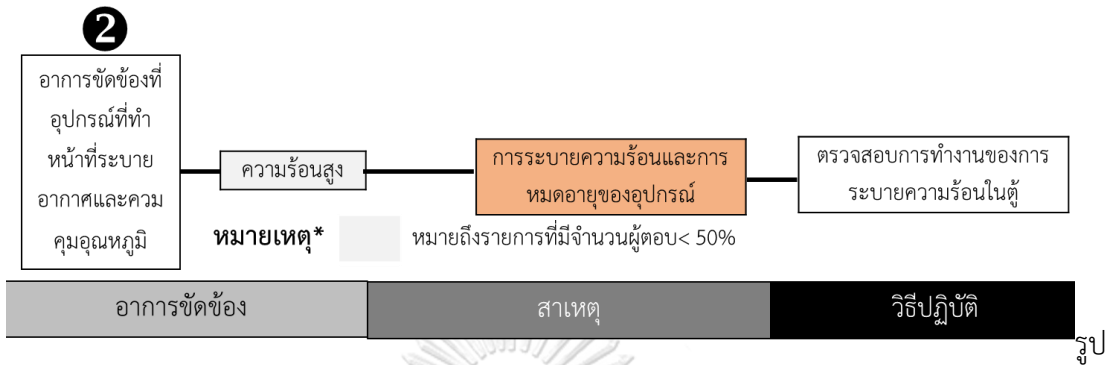 ❷
อาการขัดข้องที่
อุปกรณ์ที่ทำ
หน้าที่ระบาย
อากาศและควม
คุมอุณหภูมิ
ความร้อนสูง
การระบายความร้อนและการ
หมดอายุของอุปกรณ์
ตรวจสอบการทำงานของการ
ระบายความร้อนในตู้
หมายเหตุ* หมายถึงรายการที่มีจำนวนผู้ตอบ< 50%
อาการขัดข้อง สาเหตุ วิธีปฏิบัติ
รูป